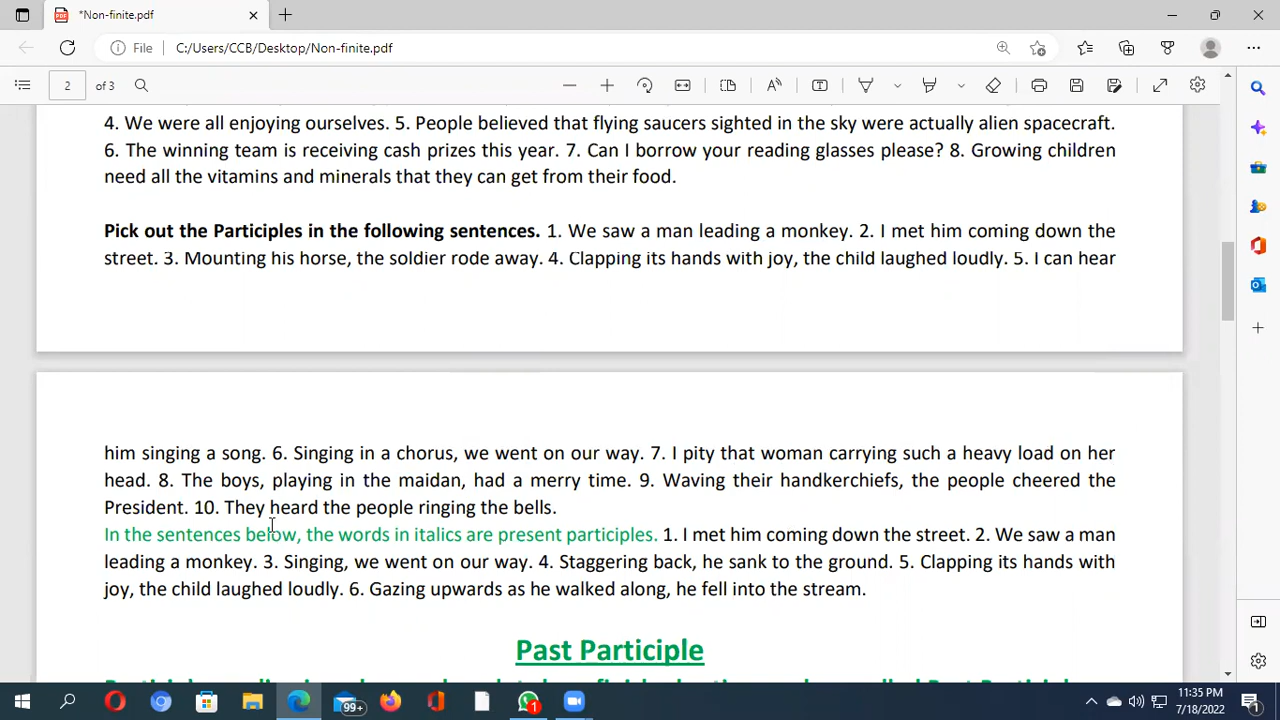 *Non-finite.pdf
File C:/Users/CCB/Desktop/Non-finite.pdf
2 of 3
4. We were all enjoying ourselves. 5. People believed that flying saucers sighted in the sky were actually alien spacecraft.
6. The winning team is receiving cash prizes this year. 7. Can I borrow your reading glasses please? 8. Growing children
need all the vitamins and minerals that they can get from their food.
Pick out the Participles in the following sentences. 1. We saw a man leading a monkey. 2. I met him coming down the
street. 3. Mounting his horse, the soldier rode away. 4. Clapping its hands with joy, the child laughed loudly. 5. I can hear
him singing a song. 6. Singing in a chorus, we went on our way. 7. I pity that woman carrying such a heavy load on her
head. 8. The boys, playing in the maidan, had a merry time. 9. Waving their handkerchiefs, the people cheered the
President. 10. They heard the people ringing the bells.
In the sentences below, the words in italics are present participles. 1. I met him coming down the street. 2. We saw a man
leading a monkey. 3. Singing, we went on our way. 4. Staggering back, he sank to the ground. 5. Clapping its hands with
joy, the child laughed loudly. 6. Gazing upwards as he walked along, he fell into the stream.
Past Participle
99+
1
11:35 PM
7/18/2022
1